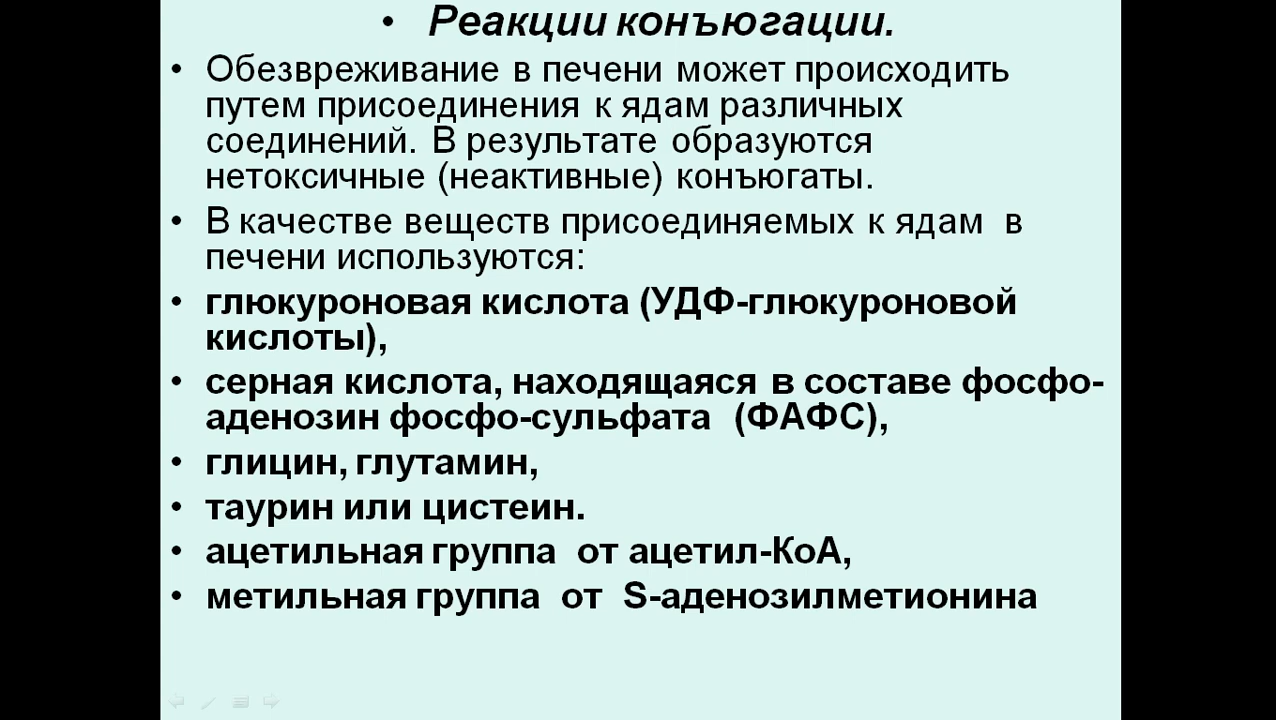 • Реакции конъюгации.
• Обезвреживание в печени может происходить
путем присоединения к ядам различных
соединений. В результате образуются
нетоксичные (неактивные) конъюгаты.
• В качестве веществ присоединяемых к ядам в
печени используются:
• глюкуроновая кислота (УДФ-глюкуроновой
кислоты),
• серная кислота, находящаяся в составе фосфо-
аденозин фосфо-сульфата (ФАФС),
• глицин, глутамин,
• таурин или цистеин.
• ацетильная группа от ацетил-КоА,
• метильная группа от S-аденозилметионина